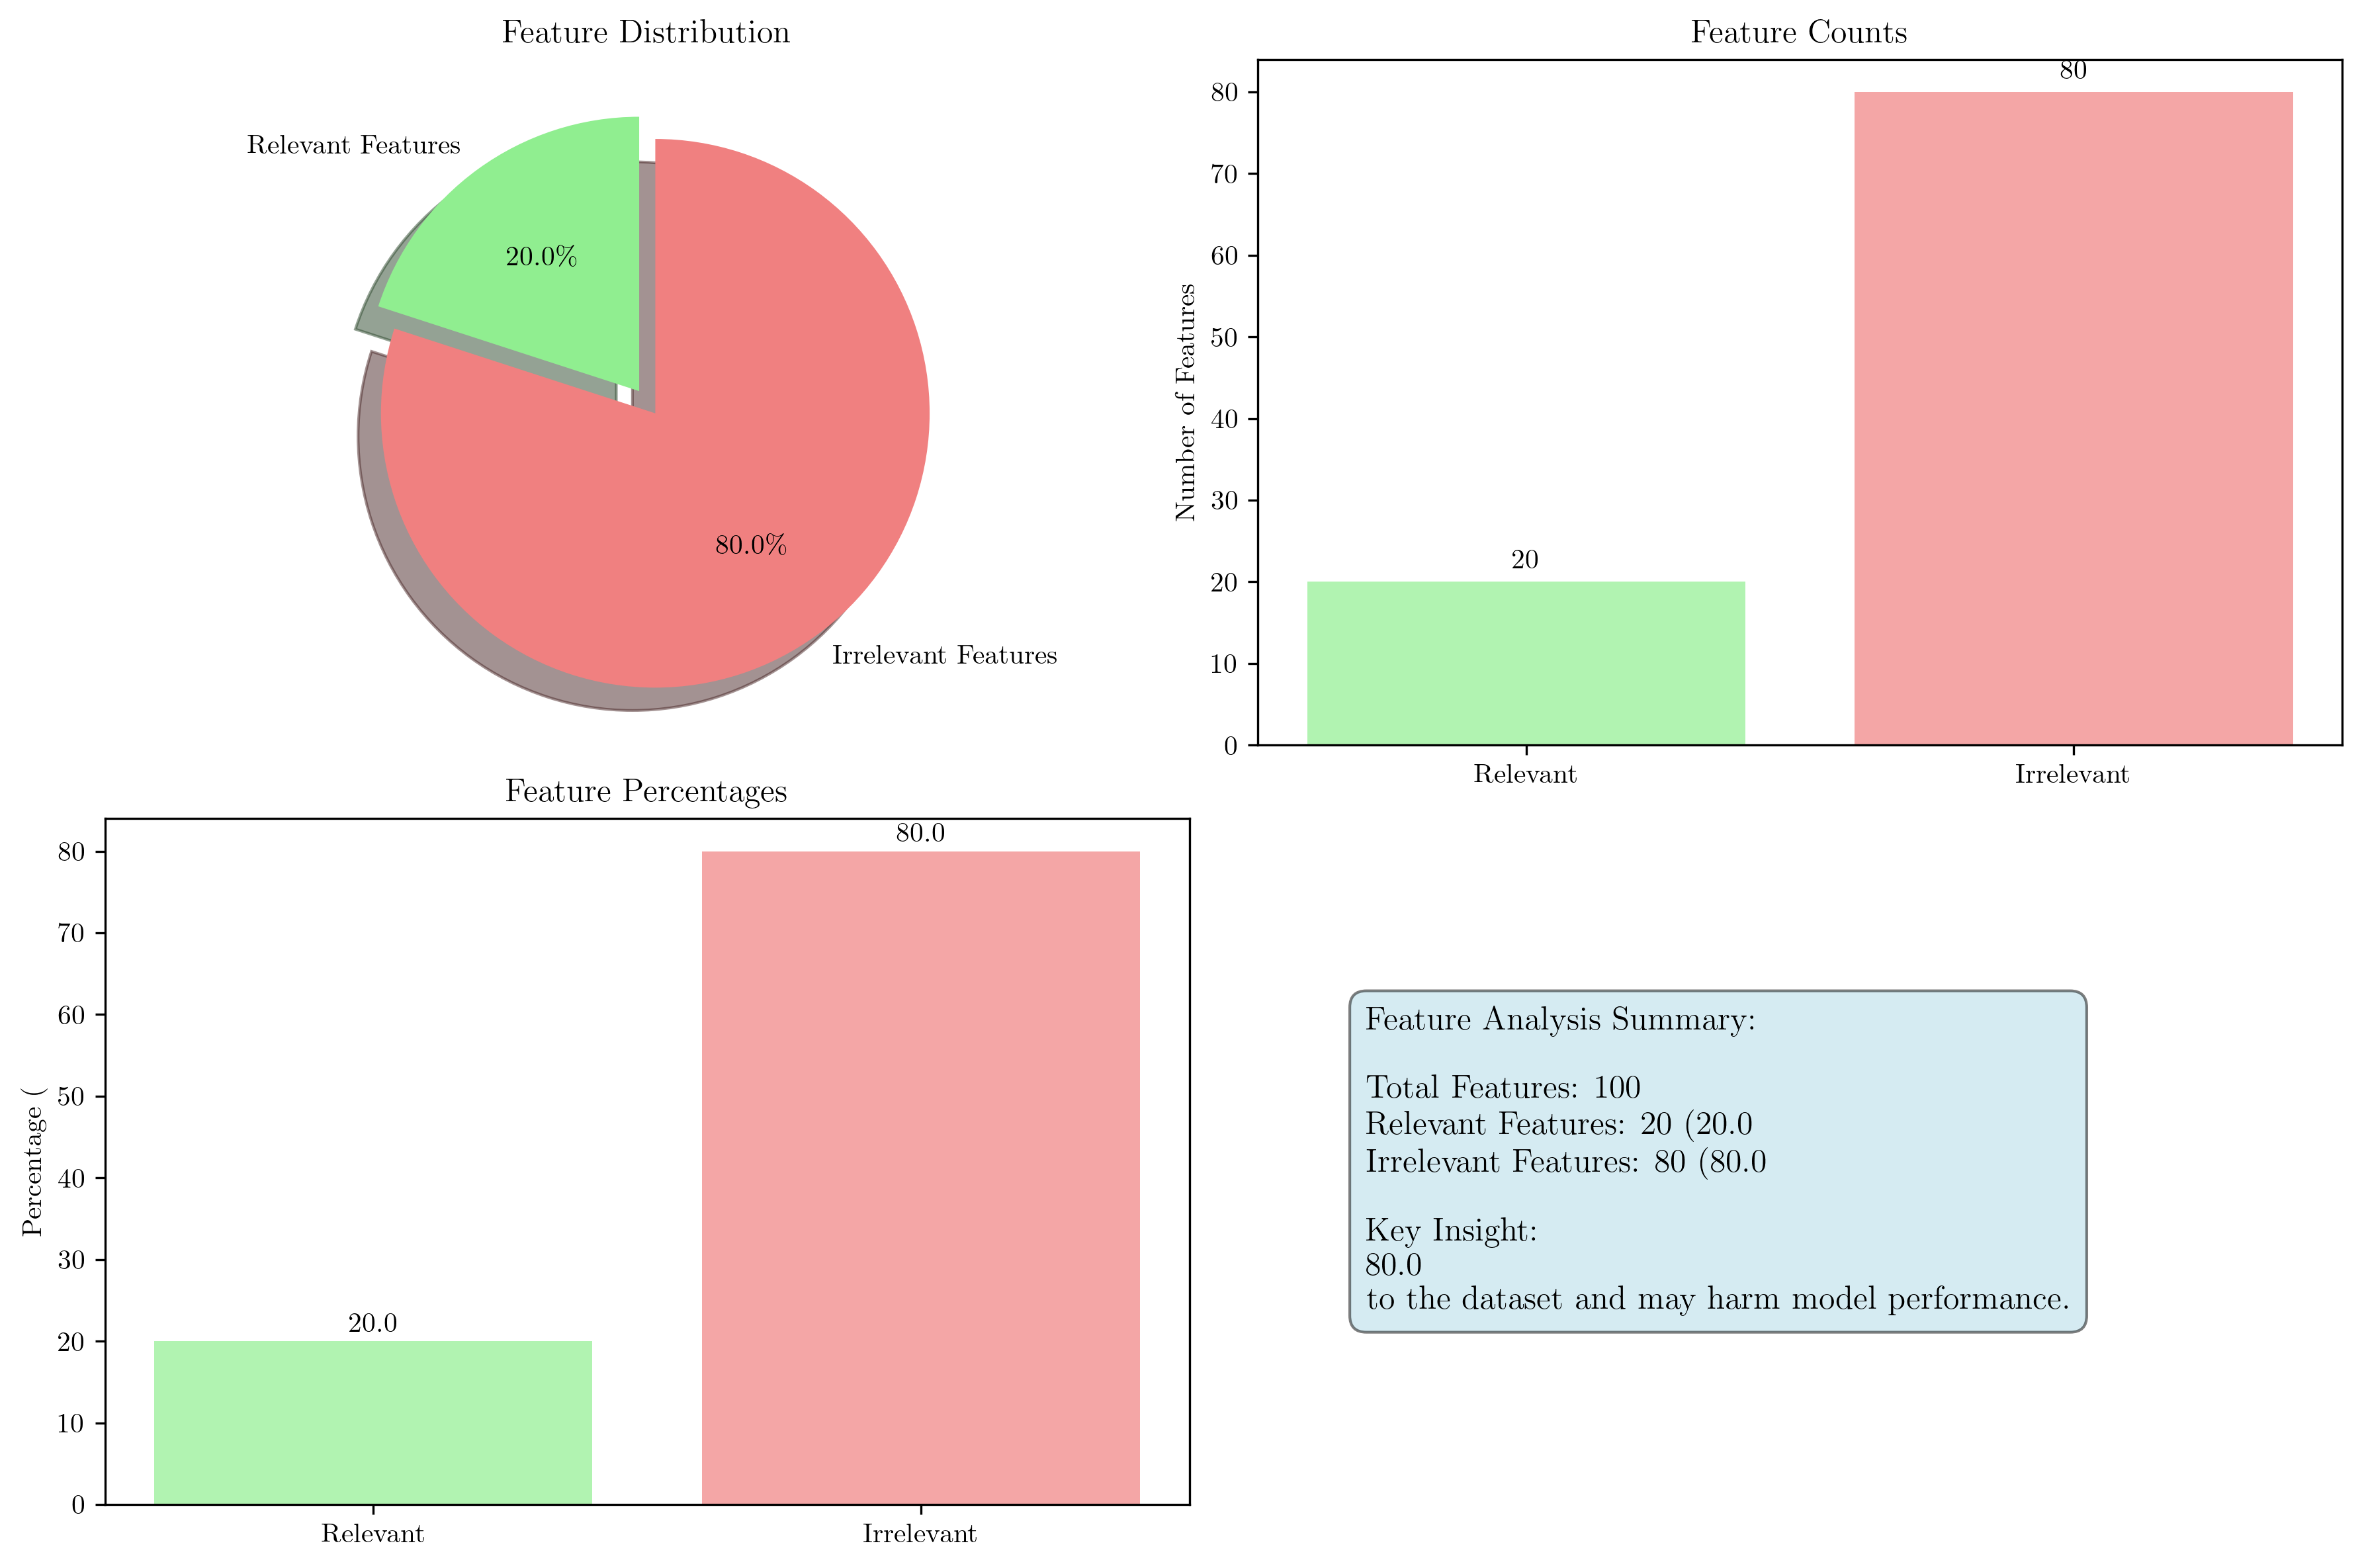 Feature Distribution
Relevant Features
20.0%
80.0%
Irrelevant Features
Feature Counts
Number of Features
80
70
60
50
40
30
20
10
0
20
80
Relevant
Irrelevant
Feature Percentages
Percentage (
80
70
60
50
40
30
20
10
0
20.0
80.0
Relevant
Irrelevant
Feature Analysis Summary:
Total Features: 100
Relevant Features: 20 (20.0
Irrelevant Features: 80 (80.0
Key Insight:
80.0
to the dataset and may harm model performance.